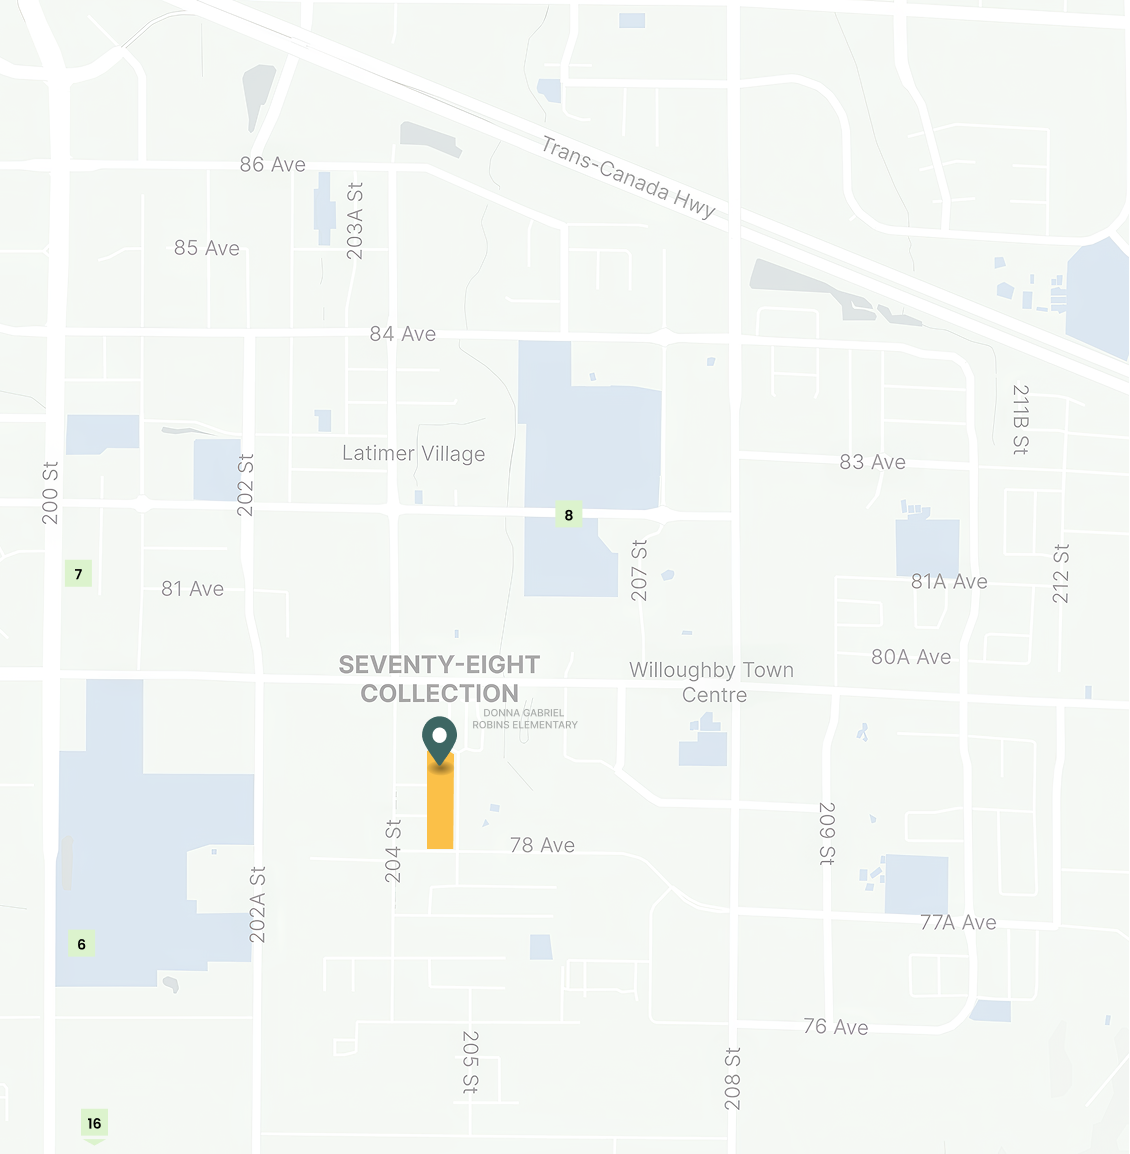 Trans-Canada Hwy
86 Ave
203A St
85 Ave
84 Ave
211B St
Latimer Village
83 Ave
200 St
202 St
8
207 St
212 St
7
81 Ave
81A Ave
80A Ave
SEVENTY-EIGHT
COLLECTION
Willoughby Town
Centre
DONNA GABRIEL
ROBINS ELEMENTARY
204 St
78 Ave
209 St
202A St
77A Ave
6
76 Ave
205 St
208 St
16